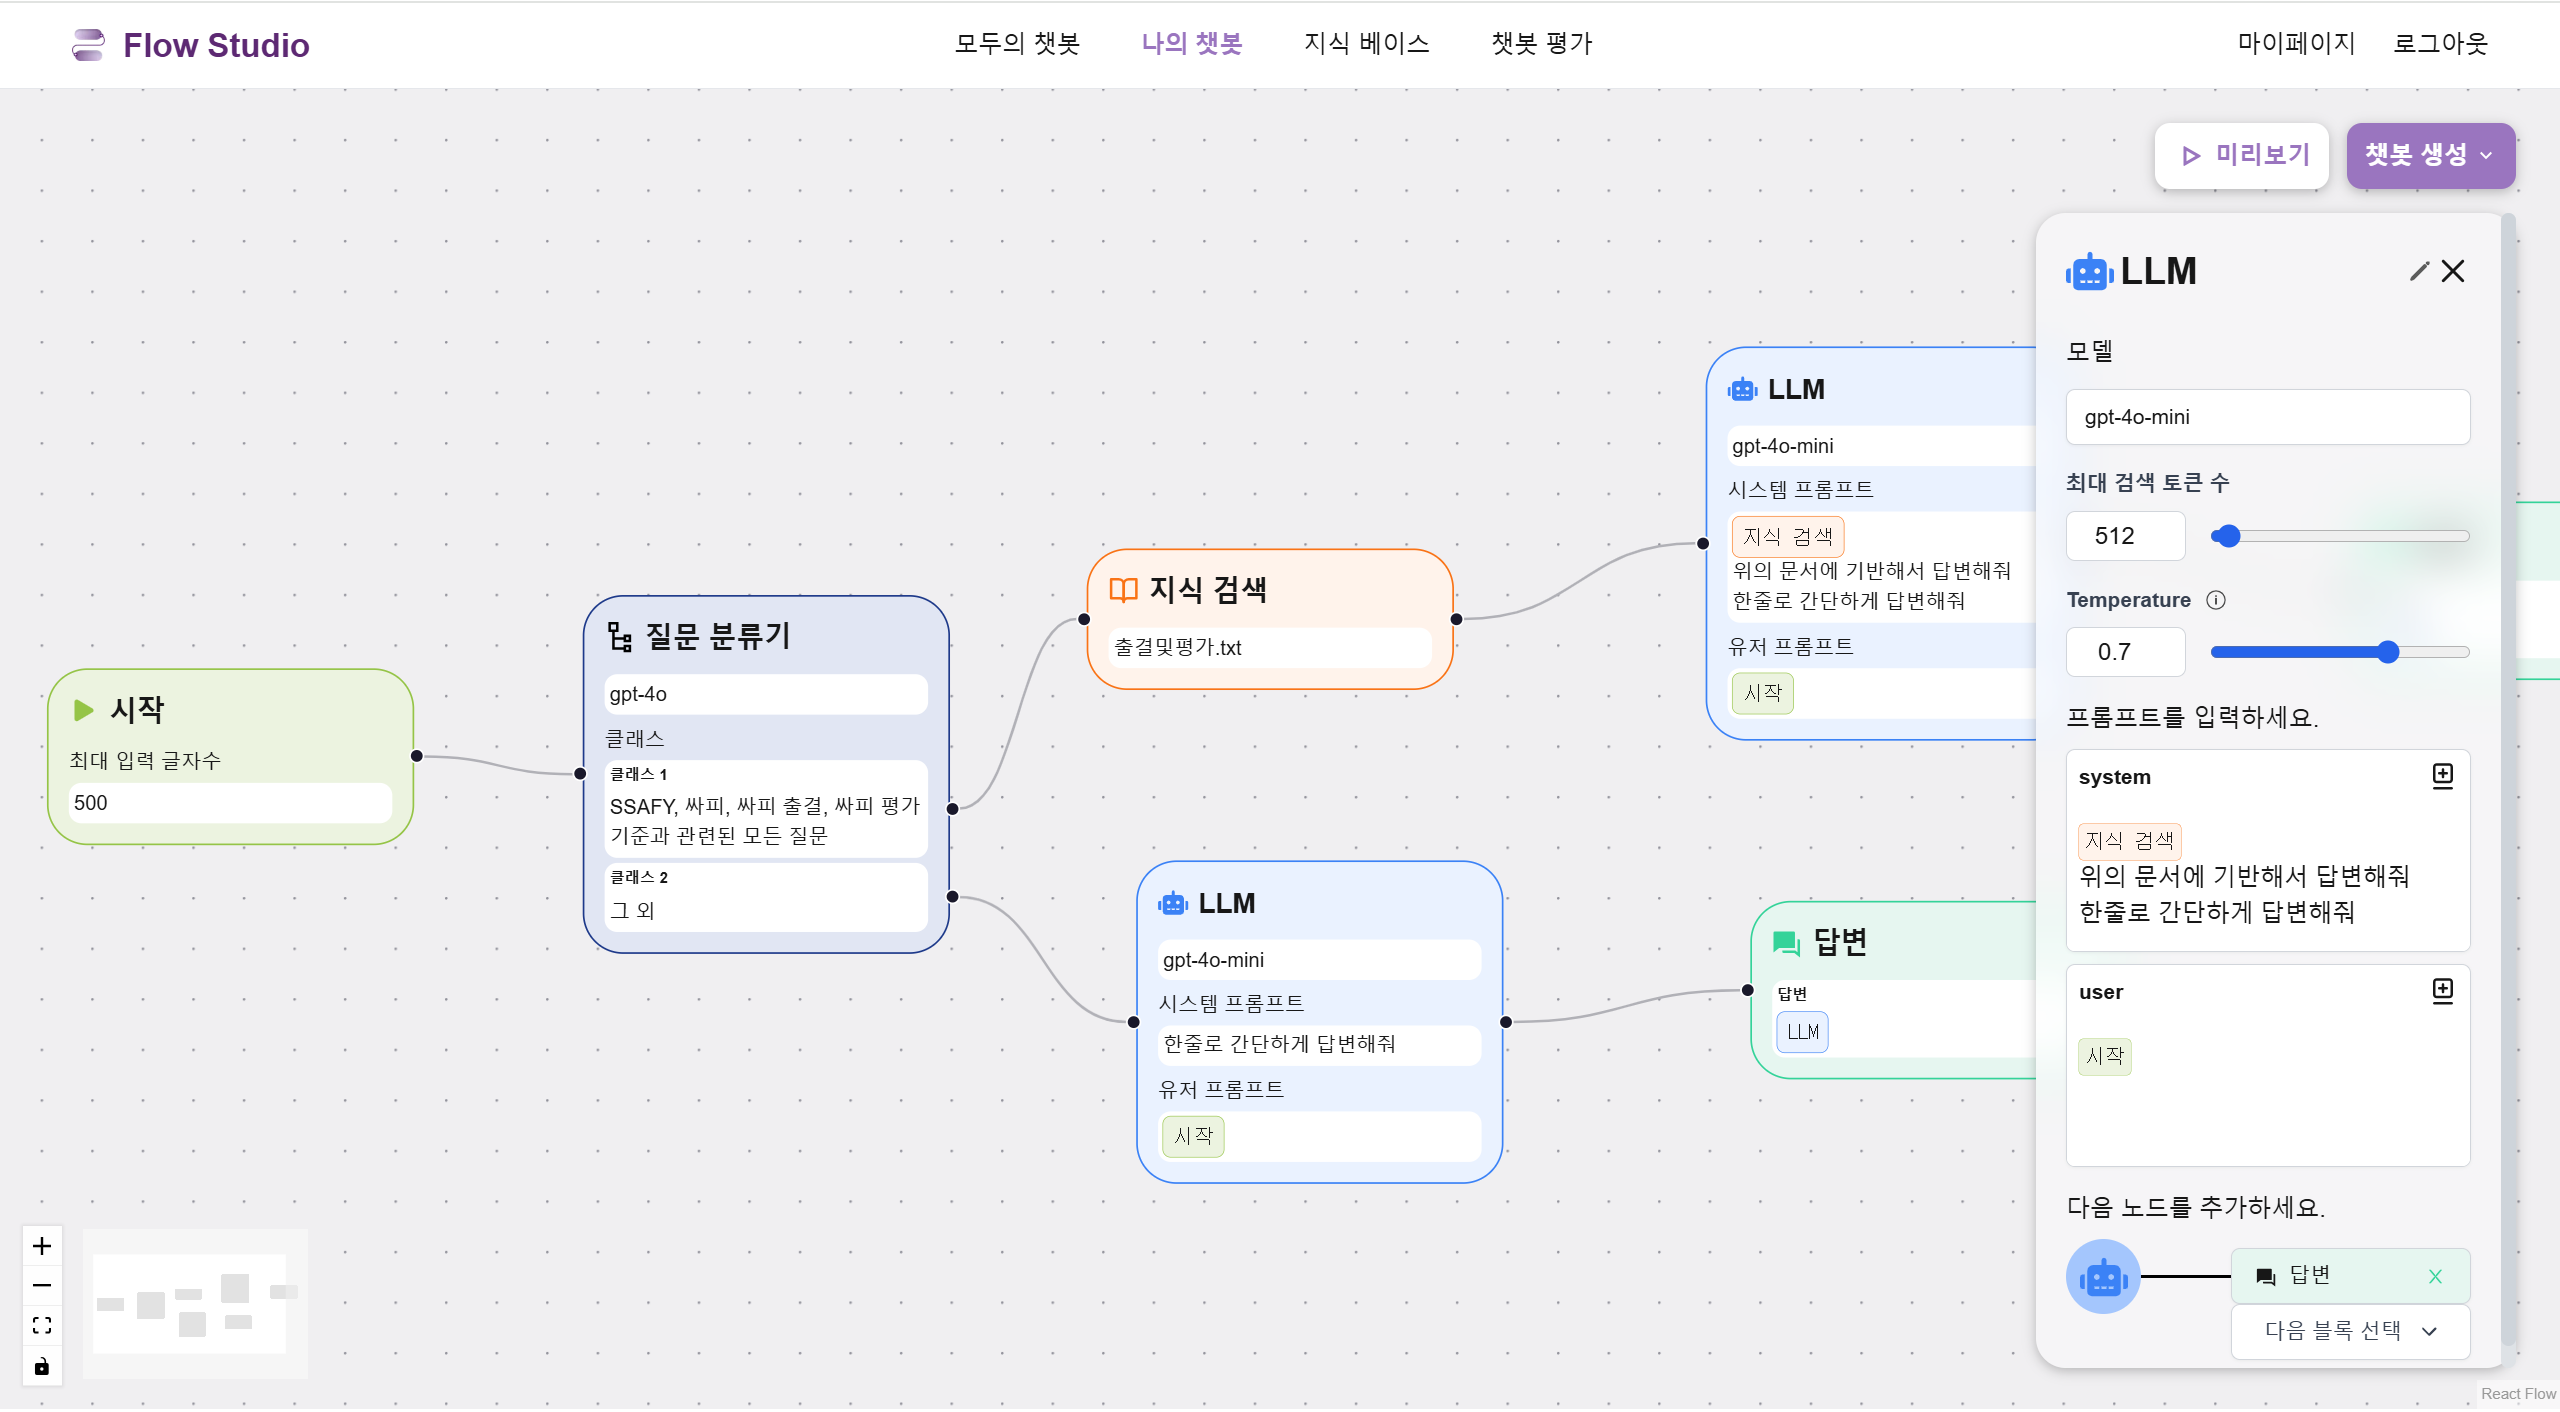 Flow Studio
모두의 챗봇
나의 챗봇
지식 베이스
챗봇 평가
마이페이지
로그아웃
미리보기
챗봇 생성
시작
최대 입력 글자수
500
질문 분류기
gpt-4o
클래스
클래스 1
SSAFY, 싸피, 싸피 출결, 싸피 평가
기준과 관련된 모든 질문
클래스 2
그 외
지식 검색
출결및평가.txt
LLM
gpt-4o-mini
시스템 프롬프트
한줄로 간단하게 답변해줘
유저 프롬프트
시작
LLM
gpt-4o-mini
시스템 프롬프트
지식 검색
위의 문서에 기반해서 답변해줘
한줄로 간단하게 답변해줘
유저 프롬프트
시작
답변
답변
LLM
LLM
모델
gpt-4o-mini
최대 검색 토큰 수
512
Temperature
0.7
프롬프트를 입력하세요.
system
지식 검색
위의 문서에 기반해서 답변해줘
한줄로 간단하게 답변해줘
user
시작
다음 노드를 추가하세요.
답변
다음 블록 선택
React Flow